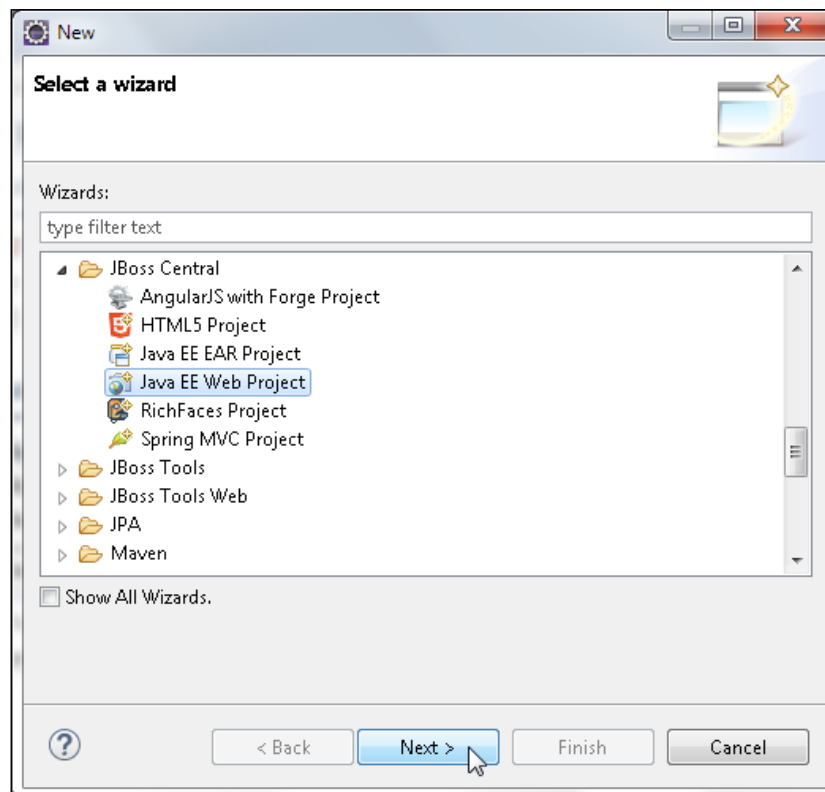 New
Select a wizard
Wizards:
type filter text
JBoss Central
AngularJS with Forge Project
HTML5 Project
Java EE EAR Project
Java EE Web Project
RichFaces Project
Spring MVC Project
JBoss Tools
JBoss Tools Web
JPA
Maven
Show All Wizards.
? < Back Next > Finish Cancel